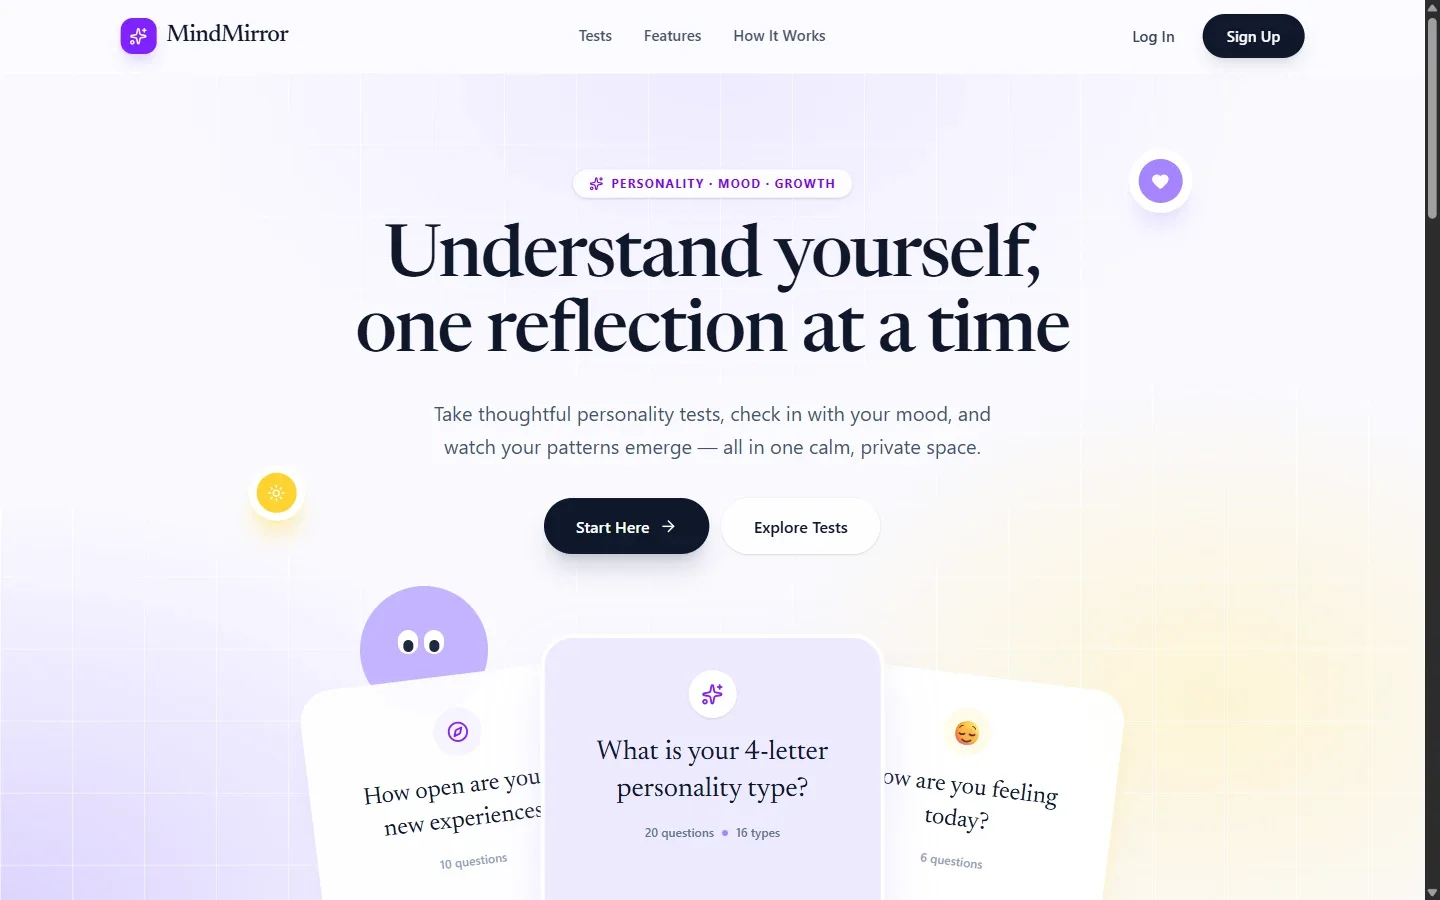 MindMirror
Tests
Features
How It Works
Log In
Sign Up
PERSONALITY · MOOD · GROWTH
Understand yourself,
one reflection at a time
Take thoughtful personality tests, check in with your mood, and
watch your patterns emerge — all in one calm, private space.
Start Here
Explore Tests
How open are you
new experiences
10 questions
What is your 4-letter
personality type?
20 questions • 16 types
ow are you feeling
today?
6 questions